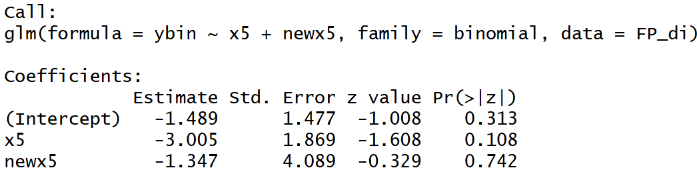 Call:
glm(formula = ybin ~ x5 + newx5, family = binomial, data = FP_di)
Coefficients:
Estimate Std. Error z value Pr(>|z|)
(Intercept) -1.489 1.477 -1.008 0.313
x5 -3.005 1.869 -1.608 0.108
newx5 -1.347 4.089 -0.329 0.742